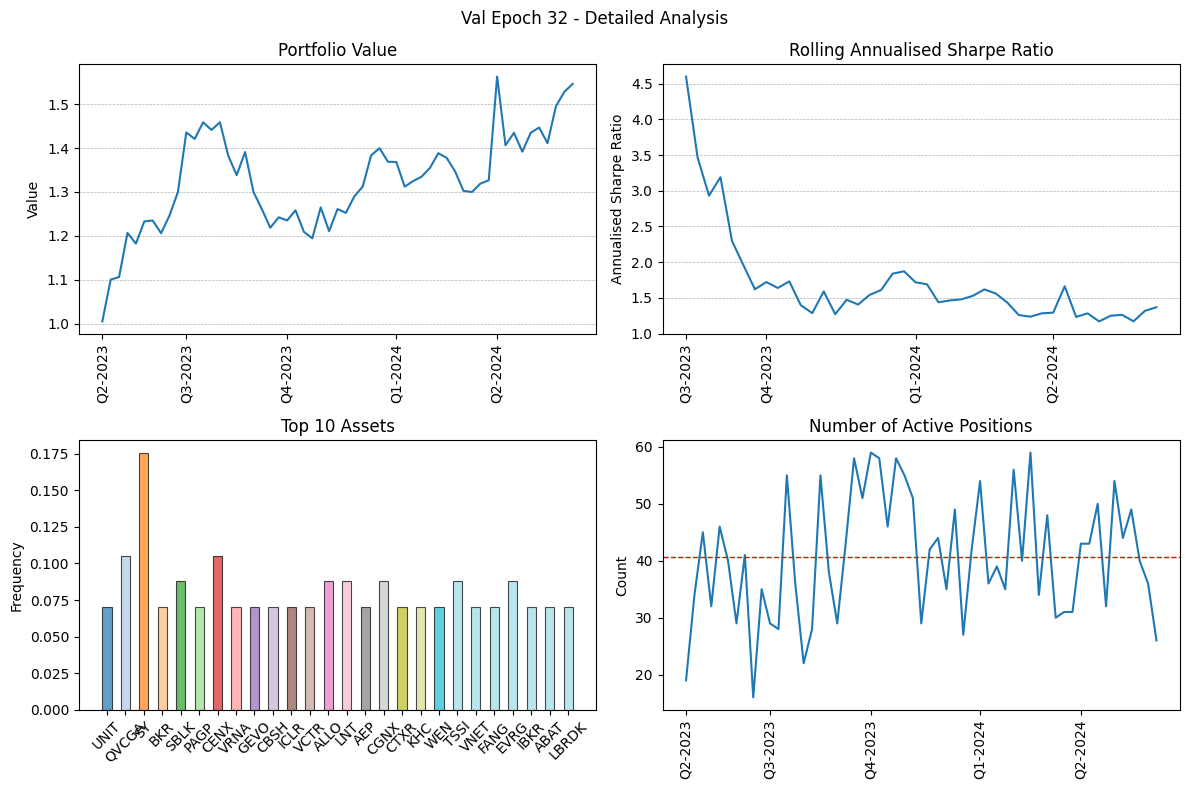 Val Epoch 32 - Detailed Analysis
Portfolio Value
Value
1.5
1.4
1.3
1.2
1.1
1.0
Q2-2023
Q3-2023
Q4-2023
Q1-2024
Q2-2024
Rolling Annualised Sharpe Ratio
Annualised Sharpe Ratio
4.5
4.0
3.5
3.0
2.5
2.0
1.5
1.0
Q3-2023
Q4-2023
Q1-2024
Q2-2024
Top 10 Assets
Frequency
0.175
0.150
0.125
0.100
0.075
0.050
0.025
0.000
UNIT
QVCGA
SY
BKR
SBLK
PAGP
CENX
VRNA
GEVO
CBSH
ICLR
VCTR
ALLO
LNT
AEP
CGNX
CTXR
KHC
WEN
TSSI
VNET
FANG
EVRG
IBKR
ABAT
LBRDK
Number of Active Positions
Count
60
50
40
30
20
Q2-2023
Q3-2023
Q4-2023
Q1-2024
Q2-2024